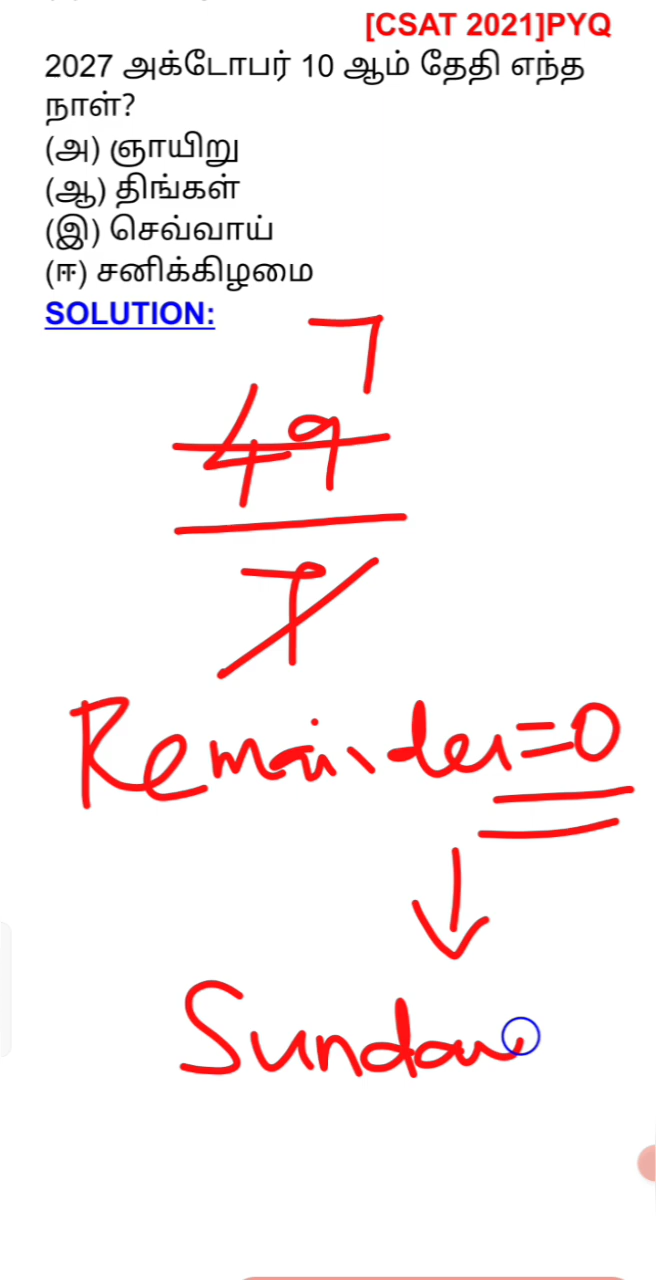 [CSAT 2021]PYQ
2027 அக்டோபர் 10 ஆம் தேதி எந்த
நாள்?
(அ) ஞாயிறு
(ஆ) திங்கள்
(இ) செவ்வாய்
(ஈ) சனிக்கிழமை
SOLUTION:
7
49
7
Remainder=0
Sunday